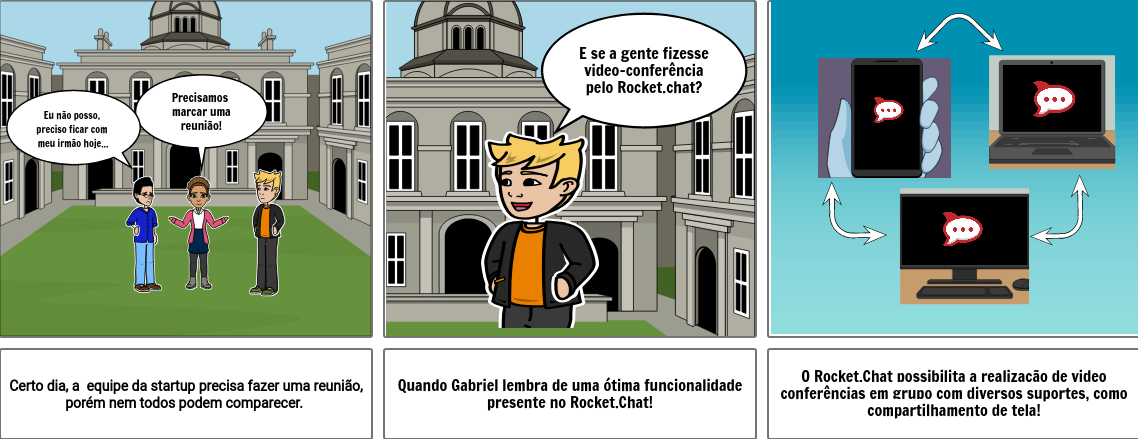 Eu não posso,
preciso ficar com
meu irmão hoje...
Precisamos
marcar uma
reunião!
E se a gente fizesse
video-conferência
pelo Rocket.chat?
Certo dia, a equipe da startup precisa fazer uma reunião,
porém nem todos podem comparecer.
Quando Gabriel lembra de uma ótima funcionalidade
presente no Rocket.Chat!
O Rocket.Chat possibilita a realização de video
conferências em grupo com diversos suportes, como
compartilhamento de tela!